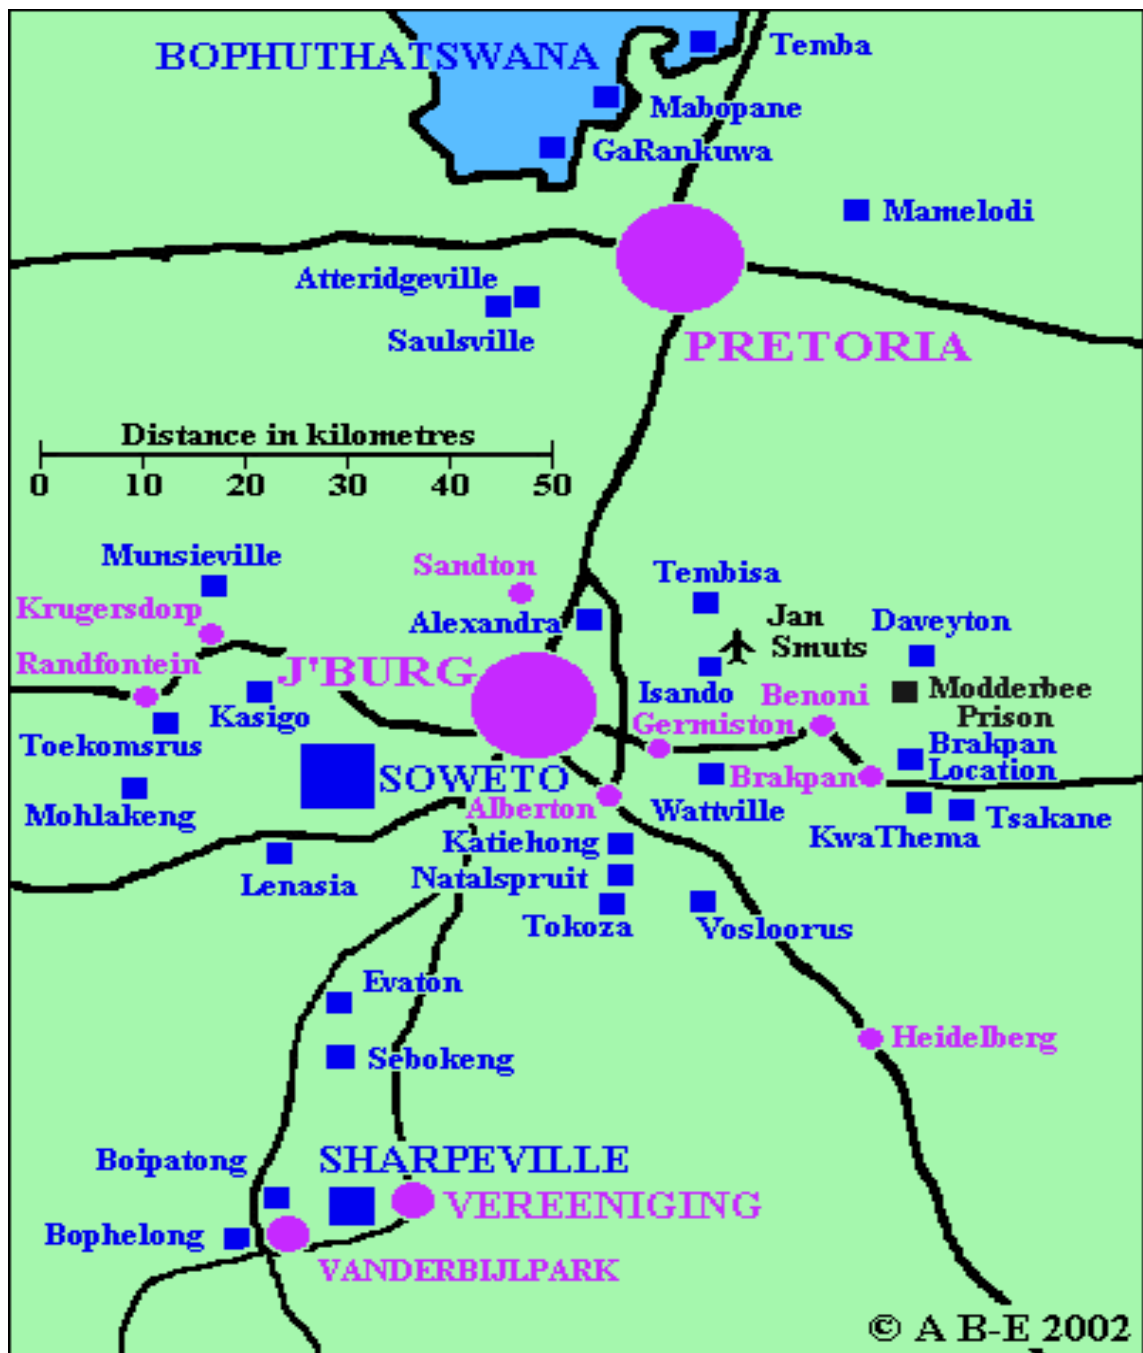 BOPHUTHATSWANA
Temba
Mabopane
GaRankuwa
Mamelodi
Atteridgeville
Saulsville
PRETORIA
Distance in kilometres
0 10 20 30 40 50
Munsieville
Sandton
Tembisa
Krugersdorp
Alexandra
Jan
Smuts
Daveyton
Randfontein
J'BURG
Isando
Benoni
Modderbee
Prison
Kasigo
Germiston
Toekomsrus
Brakpan
Location
SOWETO
Brakpan
Mohlakeng
Alberton
Wattville
KwaThema
Tsakane
Katlehong
Lenasia
Natalspruit
Tokoza
Vosloorus
Evaton
Heidelberg
Sebokeng
Boipatong
SHARPEVILLE
VEREENIGING
Bophelong
VANDERBIJLPARK
© A B-E 2002